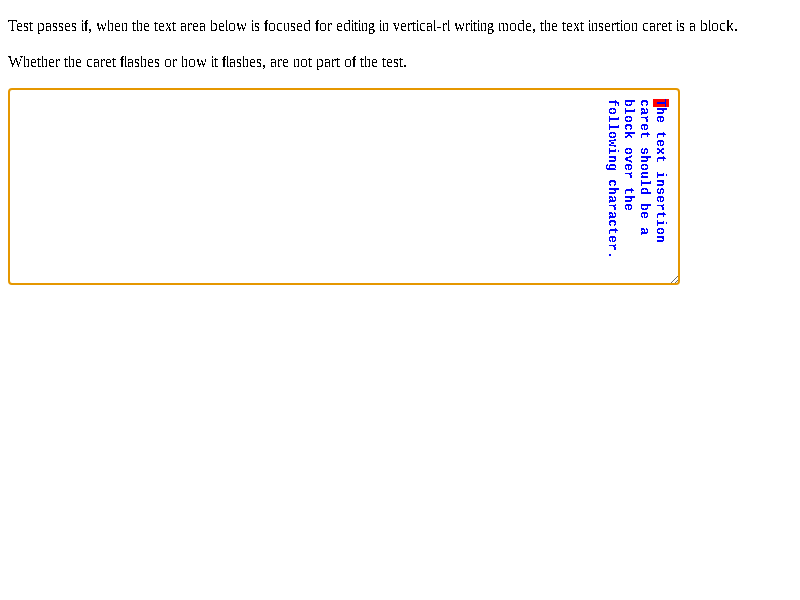 Test passes if, when the text area below is focused for editing in vertical-rl writing mode, the text insertion caret is a block.
Whether the caret flashes or how it flashes, are not part of the test.
The text insertion
caret should be a
block over the
following character.